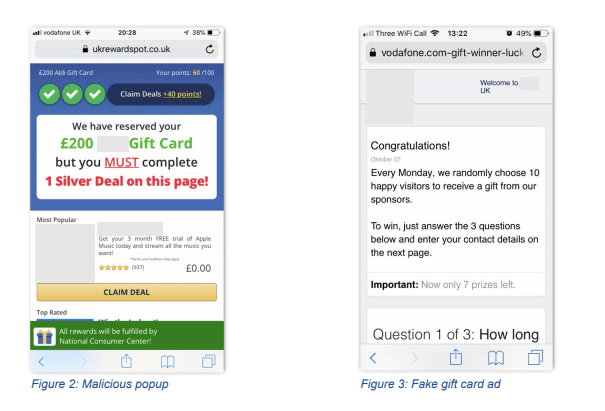 vodafone UK 20:28 38%
ukrewardspot.co.uk
£200 Aldi Gift Card Your points: 60 /100
Claim Deals +40 points!
We have reserved your
£200 Gift Card
but you MUST complete
1 Silver Deal on this page!
Most Popular
Get your 3 month FREE trial of Apple
Music today and stream all the music you
want!
*Terms and Conditions May Apply.
(937) £0.00
CLAIM DEAL
Top Rated
All rewards will be fulfilled by
National Consumer Center!
Figure 2: Malicious popup
Three WiFi Call 13:22 49%
vodafone.com-gift-winner-luck
Welcome to
UK
Congratulations!
Oktober 07
Every Monday, we randomly choose 10
happy visitors to receive a gift from our
sponsors.
To win, just answer the 3 questions
below and enter your contact details on
the next page.
Important: Now only 7 prizes left.
Question 1 of 3: How long
Figure 3: Fake gift card ad